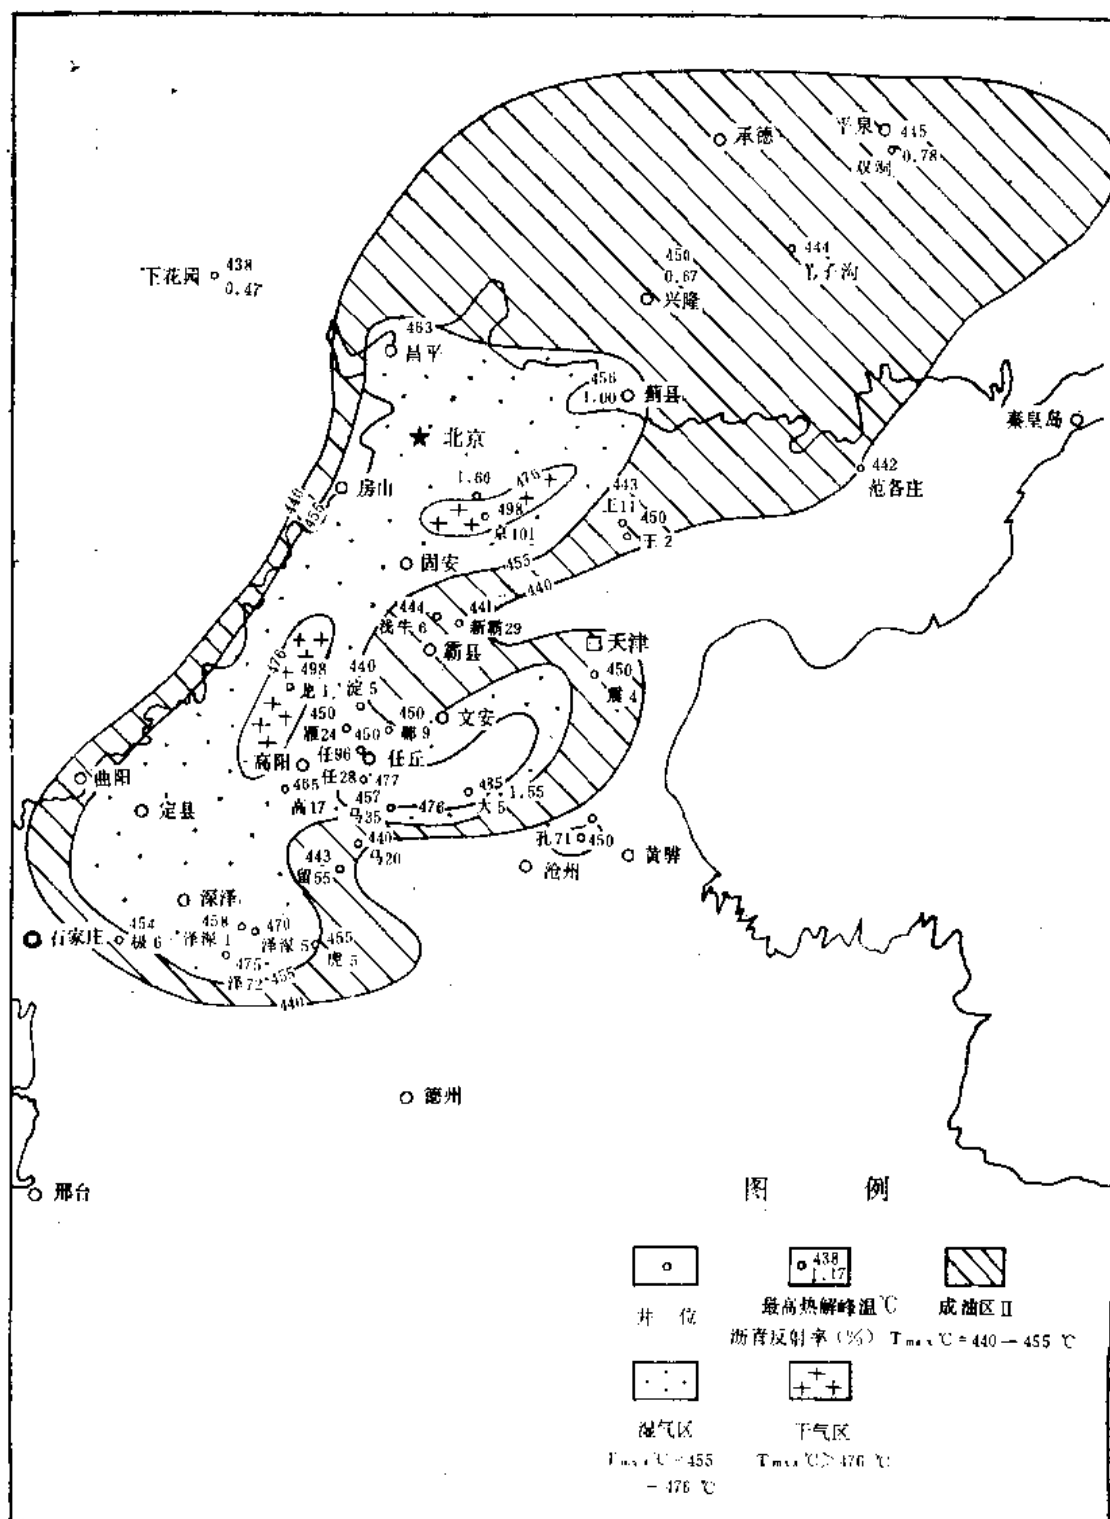 承德
平泉
445
双洞
0.78
下花园
438
0.47
444
450
0.67
兴隆
463
昌平
456
1.00
蓟县
秦皇岛
北京
442
范各庄
房山
1.60
476
498
京101
443
王11
450
王2
440
455
固安
455
440
444
浅牛6
441
新霸29
霸县
天津
450
震4
476
498
龙1
440
淀5
450
雁24
450
鄚9
文安
450
任96
任丘
任28
477
高阳
465
高17
457
马35
476
485
1.55
大5
曲阳
定县
440
马20
443
留55
孔71
450
沧州
黄骅
深泽
石家庄
454
极6
458
泽深1
470
泽深5
455
虎5
475
泽72
455
440
德州
邢台
图 例
438
1.17
井 位
最高热解峰温℃
沥青反射率(%)
成油区Ⅱ
Tmax℃=440—455 ℃
湿气区
Tmax℃=455
—476 ℃
干气区
Tmax℃>476 ℃